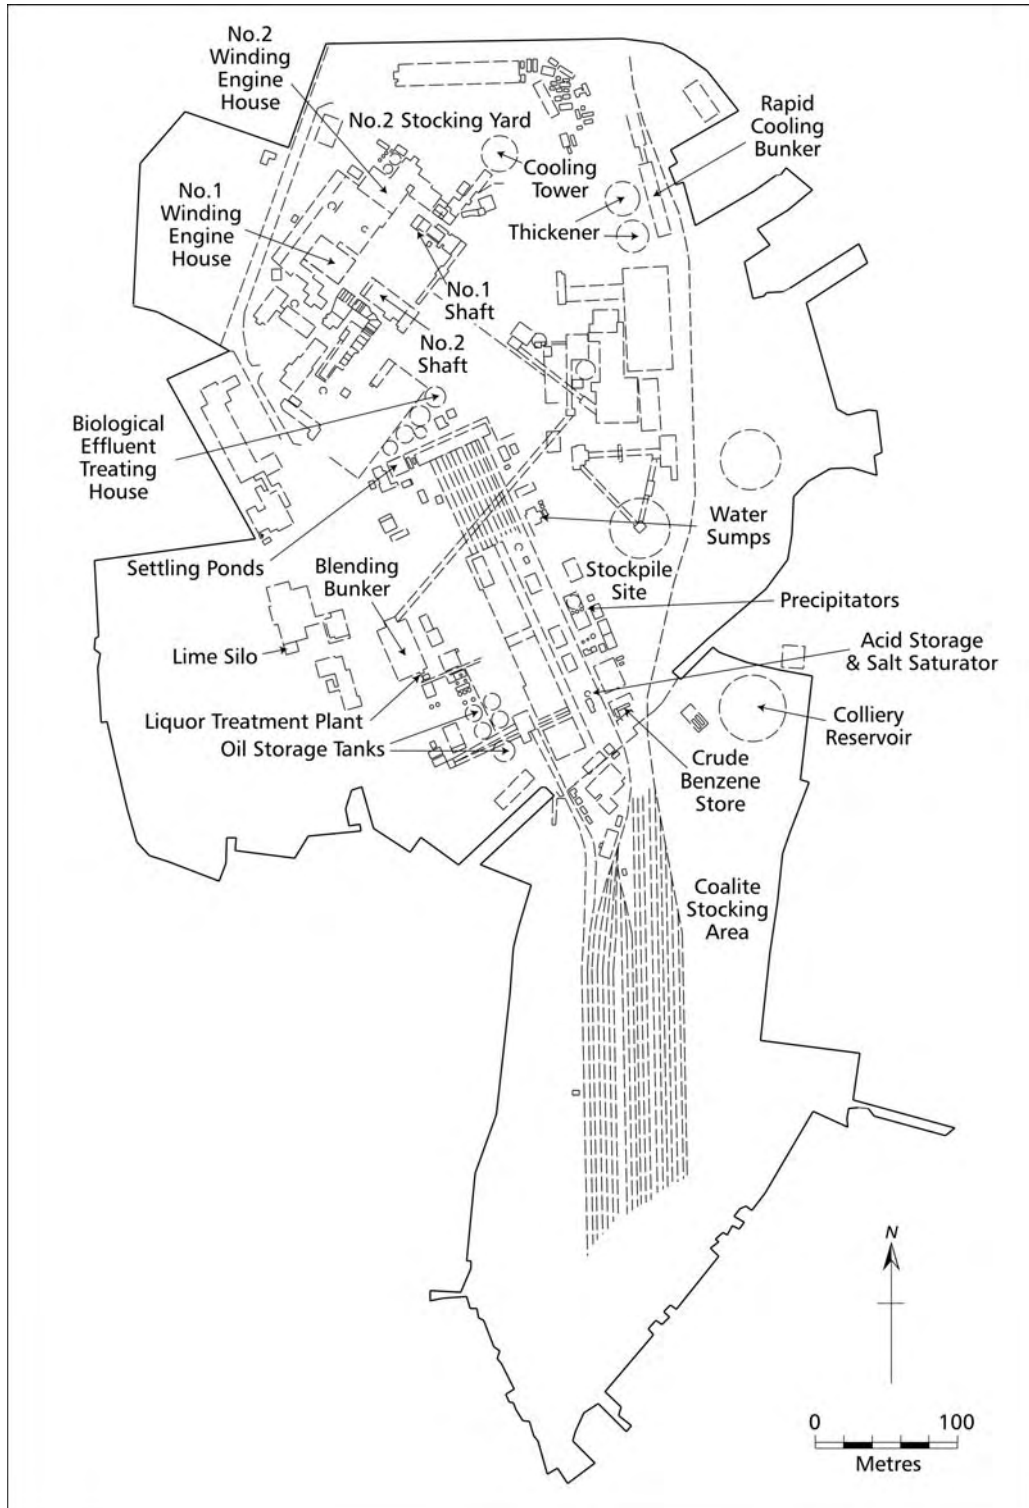 No.2
Winding
Engine
House
No.2 Stocking Yard
Cooling
Tower
Rapid
Cooling
Bunker
No.1
Winding
Engine
House
Thickener
No.1
Shaft
No.2
Shaft
Biological
Effluent
Treating
House
Settling Ponds
Blending
Bunker
Water
Sumps
Stockpile
Site
Precipitators
Lime Silo
Acid Storage
& Salt Saturator
Liquor Treatment Plant
Oil Storage Tanks
Colliery
Reservoir
Crude
Benzene
Store
Coalite
Stocking
Area
N
0 100
Metres